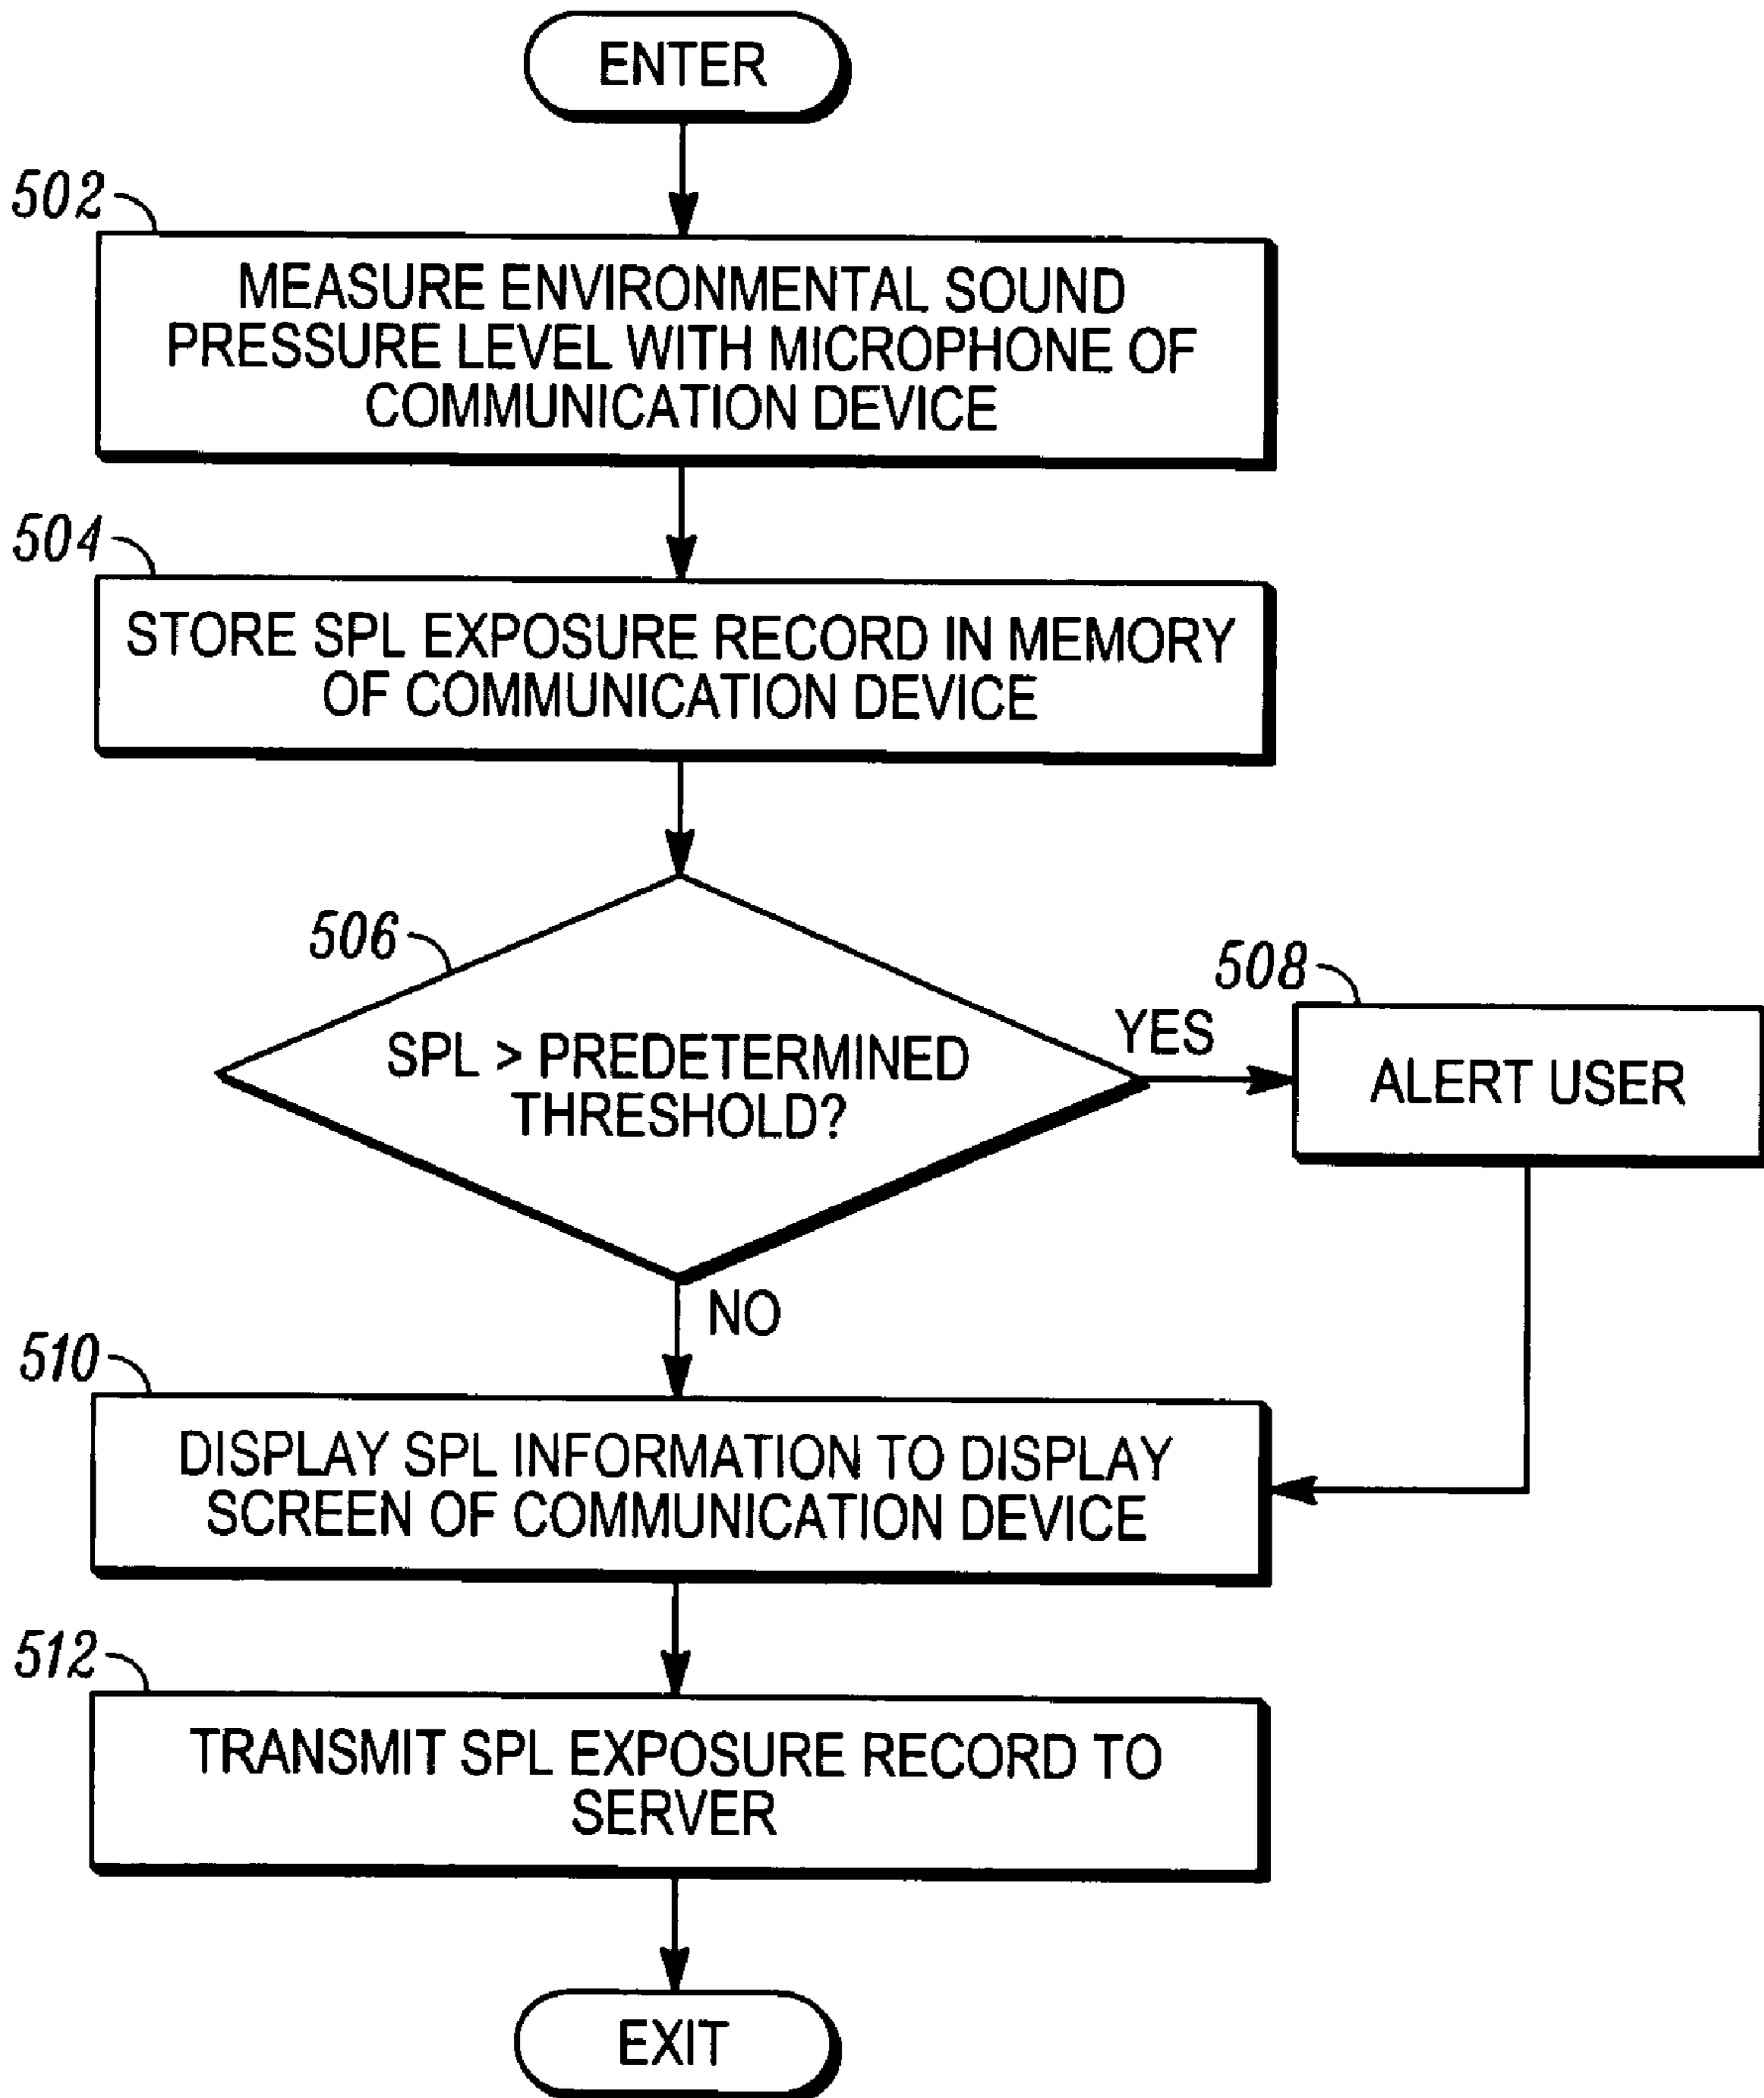 ENTER
502
MEASURE ENVIRONMENTAL SOUND
PRESSURE LEVEL WITH MICROPHONE OF
COMMUNICATION DEVICE
504
STORE SPL EXPOSURE RECORD IN MEMORY
OF COMMUNICATION DEVICE
506
SPL > PREDETERMINED
THRESHOLD?
YES
508
ALERT USER
NO
510
DISPLAY SPL INFORMATION TO DISPLAY
SCREEN OF COMMUNICATION DEVICE
512
TRANSMIT SPL EXPOSURE RECORD TO
SERVER
EXIT